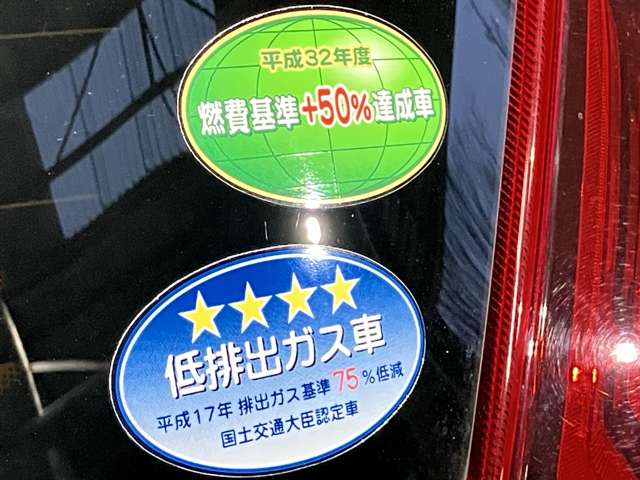 平成32年度
燃費基準+50%達成車
低排出ガス車
平成17年 排出ガス基準75%低減
国土交通大臣認定車